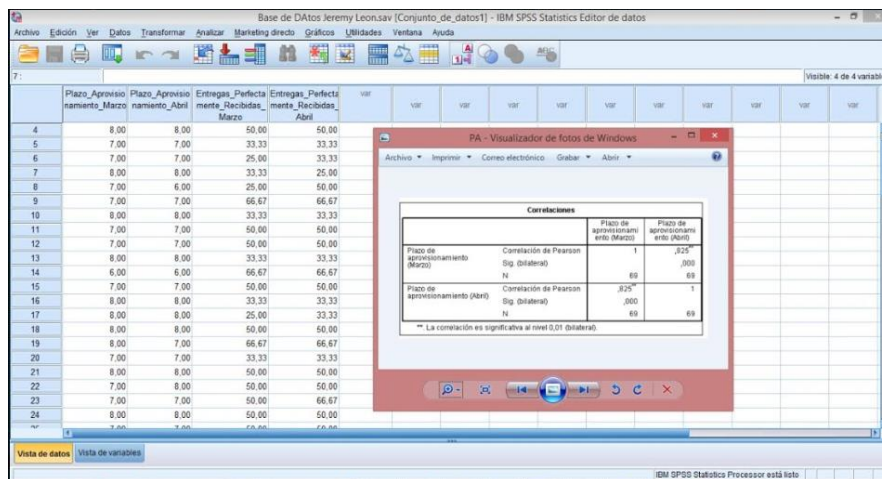 Base de DAtos Jeremy Leon.sav [Conjunto_de_datos1] - IBM SPSS Statistics Editor de datos
Archivo Edición Ver Datos Transformar Analizar Marketing directo Gráficos Utilidades Ventana Ayuda
7 :
Visible: 4 de 4 variabl
Plazo_Aprovisio namiento_Marzo Plazo_Aprovisio namiento_Abril Entregas_Perfecta mente_Recibidas_ Marzo Entregas_Perfecta mente_Recibidas_ Abril var var var var var var var var var var
4 8,00 8,00 50,00 50,00
5 7,00 7,00 33,33 33,33
6 7,00 7,00 25,00 33,33
7 8,00 8,00 33,33 25,00
8 7,00 6,00 25,00 50,00
9 7,00 7,00 66,67 66,67
10 8,00 8,00 33,33 33,33
11 7,00 7,00 50,00 50,00
12 7,00 7,00 50,00 50,00
13 8,00 8,00 33,33 33,33
14 6,00 6,00 66,67 66,67
15 7,00 7,00 50,00 50,00
16 8,00 8,00 33,33 33,33
17 8,00 8,00 25,00 33,33
18 8,00 8,00 50,00 50,00
19 8,00 7,00 66,67 66,67
20 7,00 7,00 33,33 33,33
21 8,00 8,00 50,00 50,00
22 7,00 8,00 50,00 50,00
23 7,00 7,00 50,00 66,67
24 8,00 8,00 50,00 50,00
PA - Visualizador de fotos de Windows
Archivo Imprimir Correo electrónico Grabar Abrir
Correlaciones
Plazo de aprovisionami ento (Marzo) Plazo de aprovisionami ento (Abril)
Plazo de aprovisionamiento (Marzo) Correlación de Pearson 1 ,825**
Sig. (bilateral) ,000
N 69 69
Plazo de aprovisionamiento (Abril) Correlación de Pearson ,825** 1
Sig. (bilateral) ,000
N 69 69
**. La correlación es significativa al nivel 0,01 (bilateral).
Vista de datos Vista de variables
IBM SPSS Statistics Processor está listo